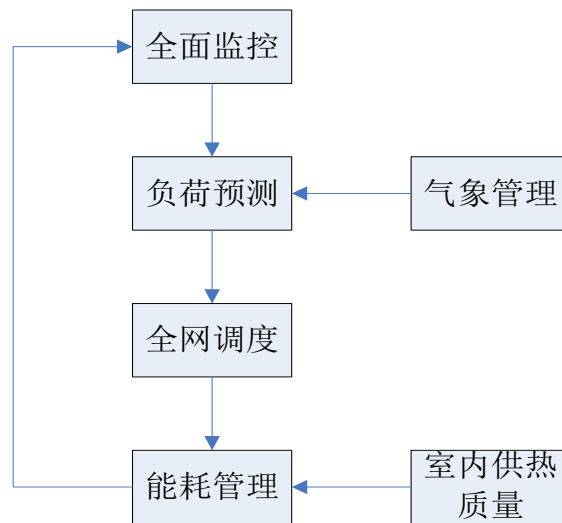 全面监控
负荷预测
气象管理
全网调度
能耗管理
室内供热
质量